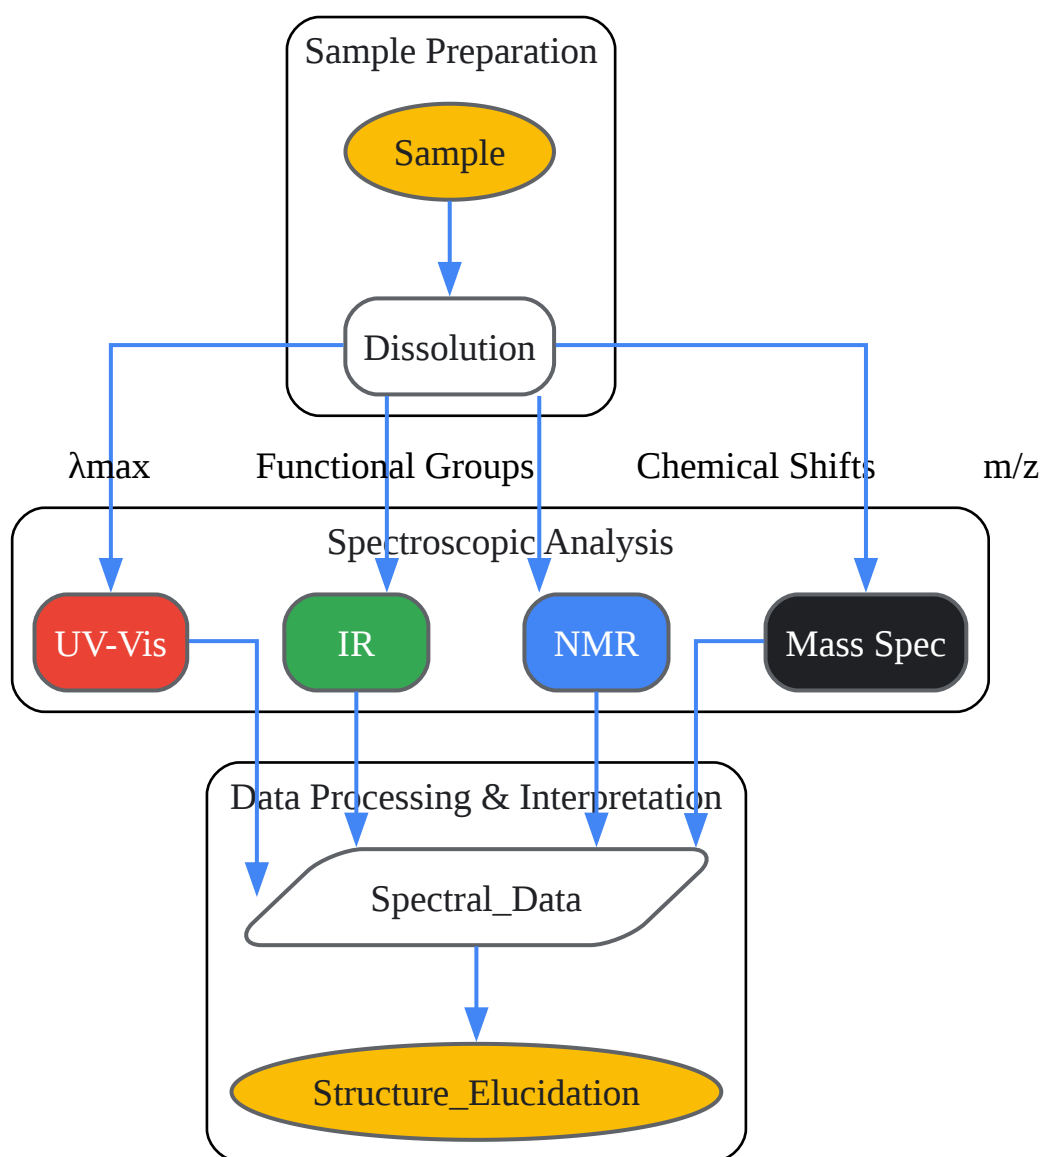 Sample Preparation
Sample
Dissolution
λmax
Functional Groups
Chemical Shifts
m/z
Spectroscopic Analysis
UV-Vis
IR
NMR
Mass Spec
Data Processing & Interpretation
Spectral_Data
Structure_Elucidation